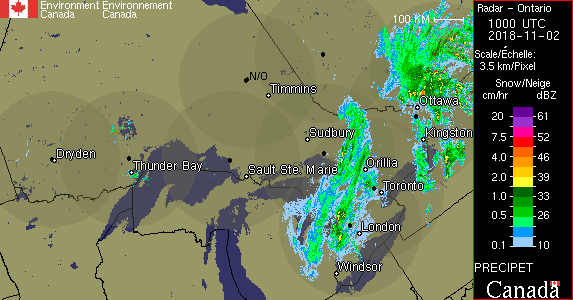 Environment Environnement
Canada Canada
100 KM
N/O
Timmins
Ottawa
Sudbury
Kingston
Dryden
Thunder Bay
Sault Ste. Marie
Orillia
Toronto
London
Windsor
Radar - Ontario
1000 UTC
2018-11-02
Scale/Échelle:
3.5 km/Pixel
Snow/Neige
cm/hr dBZ
20 61
7.5 52
4.0 46
2.0 39
1.0 33
0.5 26
0.1 10
PRECIPET
Canada